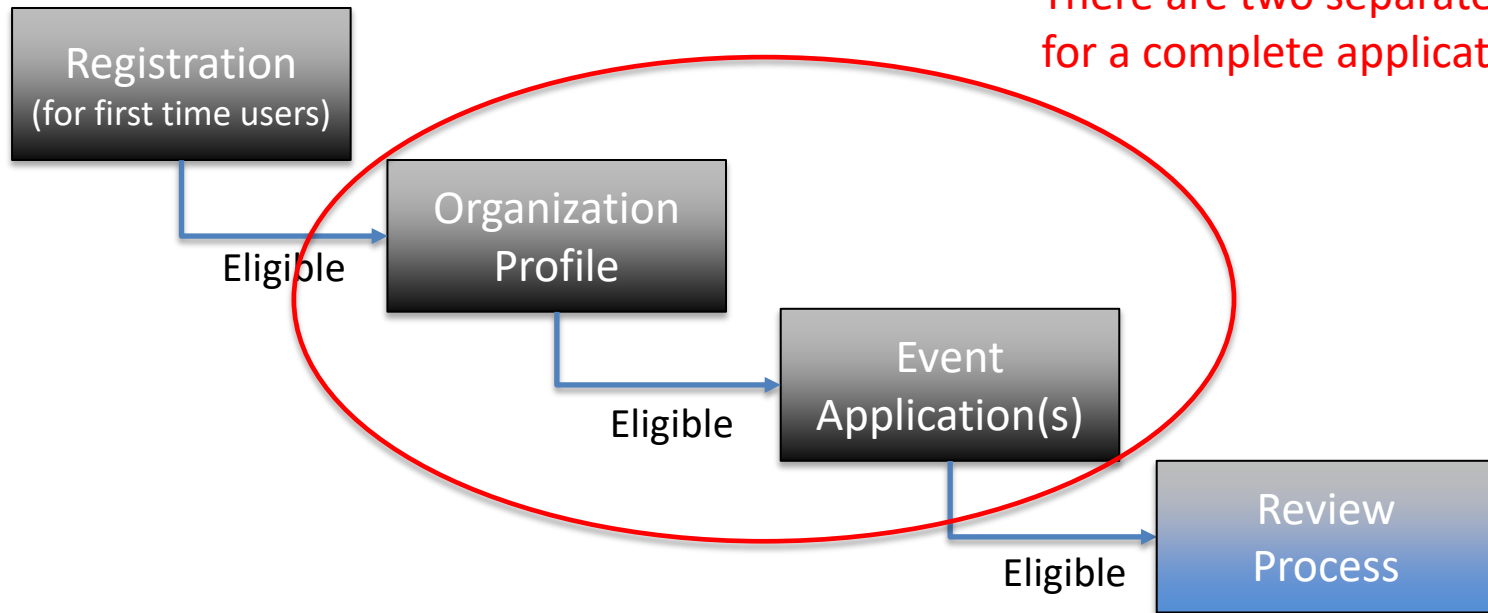 There are two separate
for a complete applicat
Registration
(for first time users)
Organization
Profile
Eligible
Event
Application(s)
Eligible
Review
Process
Eligible